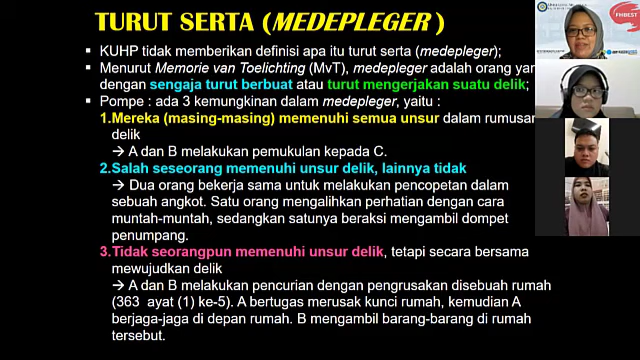 TURUT SERTA (MEDEPLEGER )
▪ KUHP tidak memberikan definisi apa itu turut serta (medepleger);
▪ Menurut Memorie van Toelichting (MvT), medepleger adalah orang yan
dengan sengaja turut berbuat atau turut mengerjakan suatu delik;
▪ Pompe : ada 3 kemungkinan dalam medepleger, yaitu :
1.Mereka (masing-masing) memenuhi semua unsur dalam rumusan
delik
→ A dan B melakukan pemukulan kepada C.
2.Salah seseorang memenuhi unsur delik, lainnya tidak
→ Dua orang bekerja sama untuk melakukan pencopetan dalam
sebuah angkot. Satu orang mengalihkan perhatian dengan cara
muntah-muntah, sedangkan satunya beraksi mengambil dompet
penumpang.
3.Tidak seorangpun memenuhi unsur delik, tetapi secara bersama
mewujudkan delik
→ A dan B melakukan pencurian dengan pengrusakan disebuah rumah
(363 ayat (1) ke-5). A bertugas merusak kunci rumah, kemudian A
berjaga-jaga di depan rumah. B mengambil barang-barang di rumah
tersebut.
FHBEST